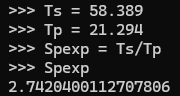 >>> Ts = 58.389
>>> Tp = 21.294
>>> Spexp = Ts/Tp
>>> Spexp
2.7420400112707806